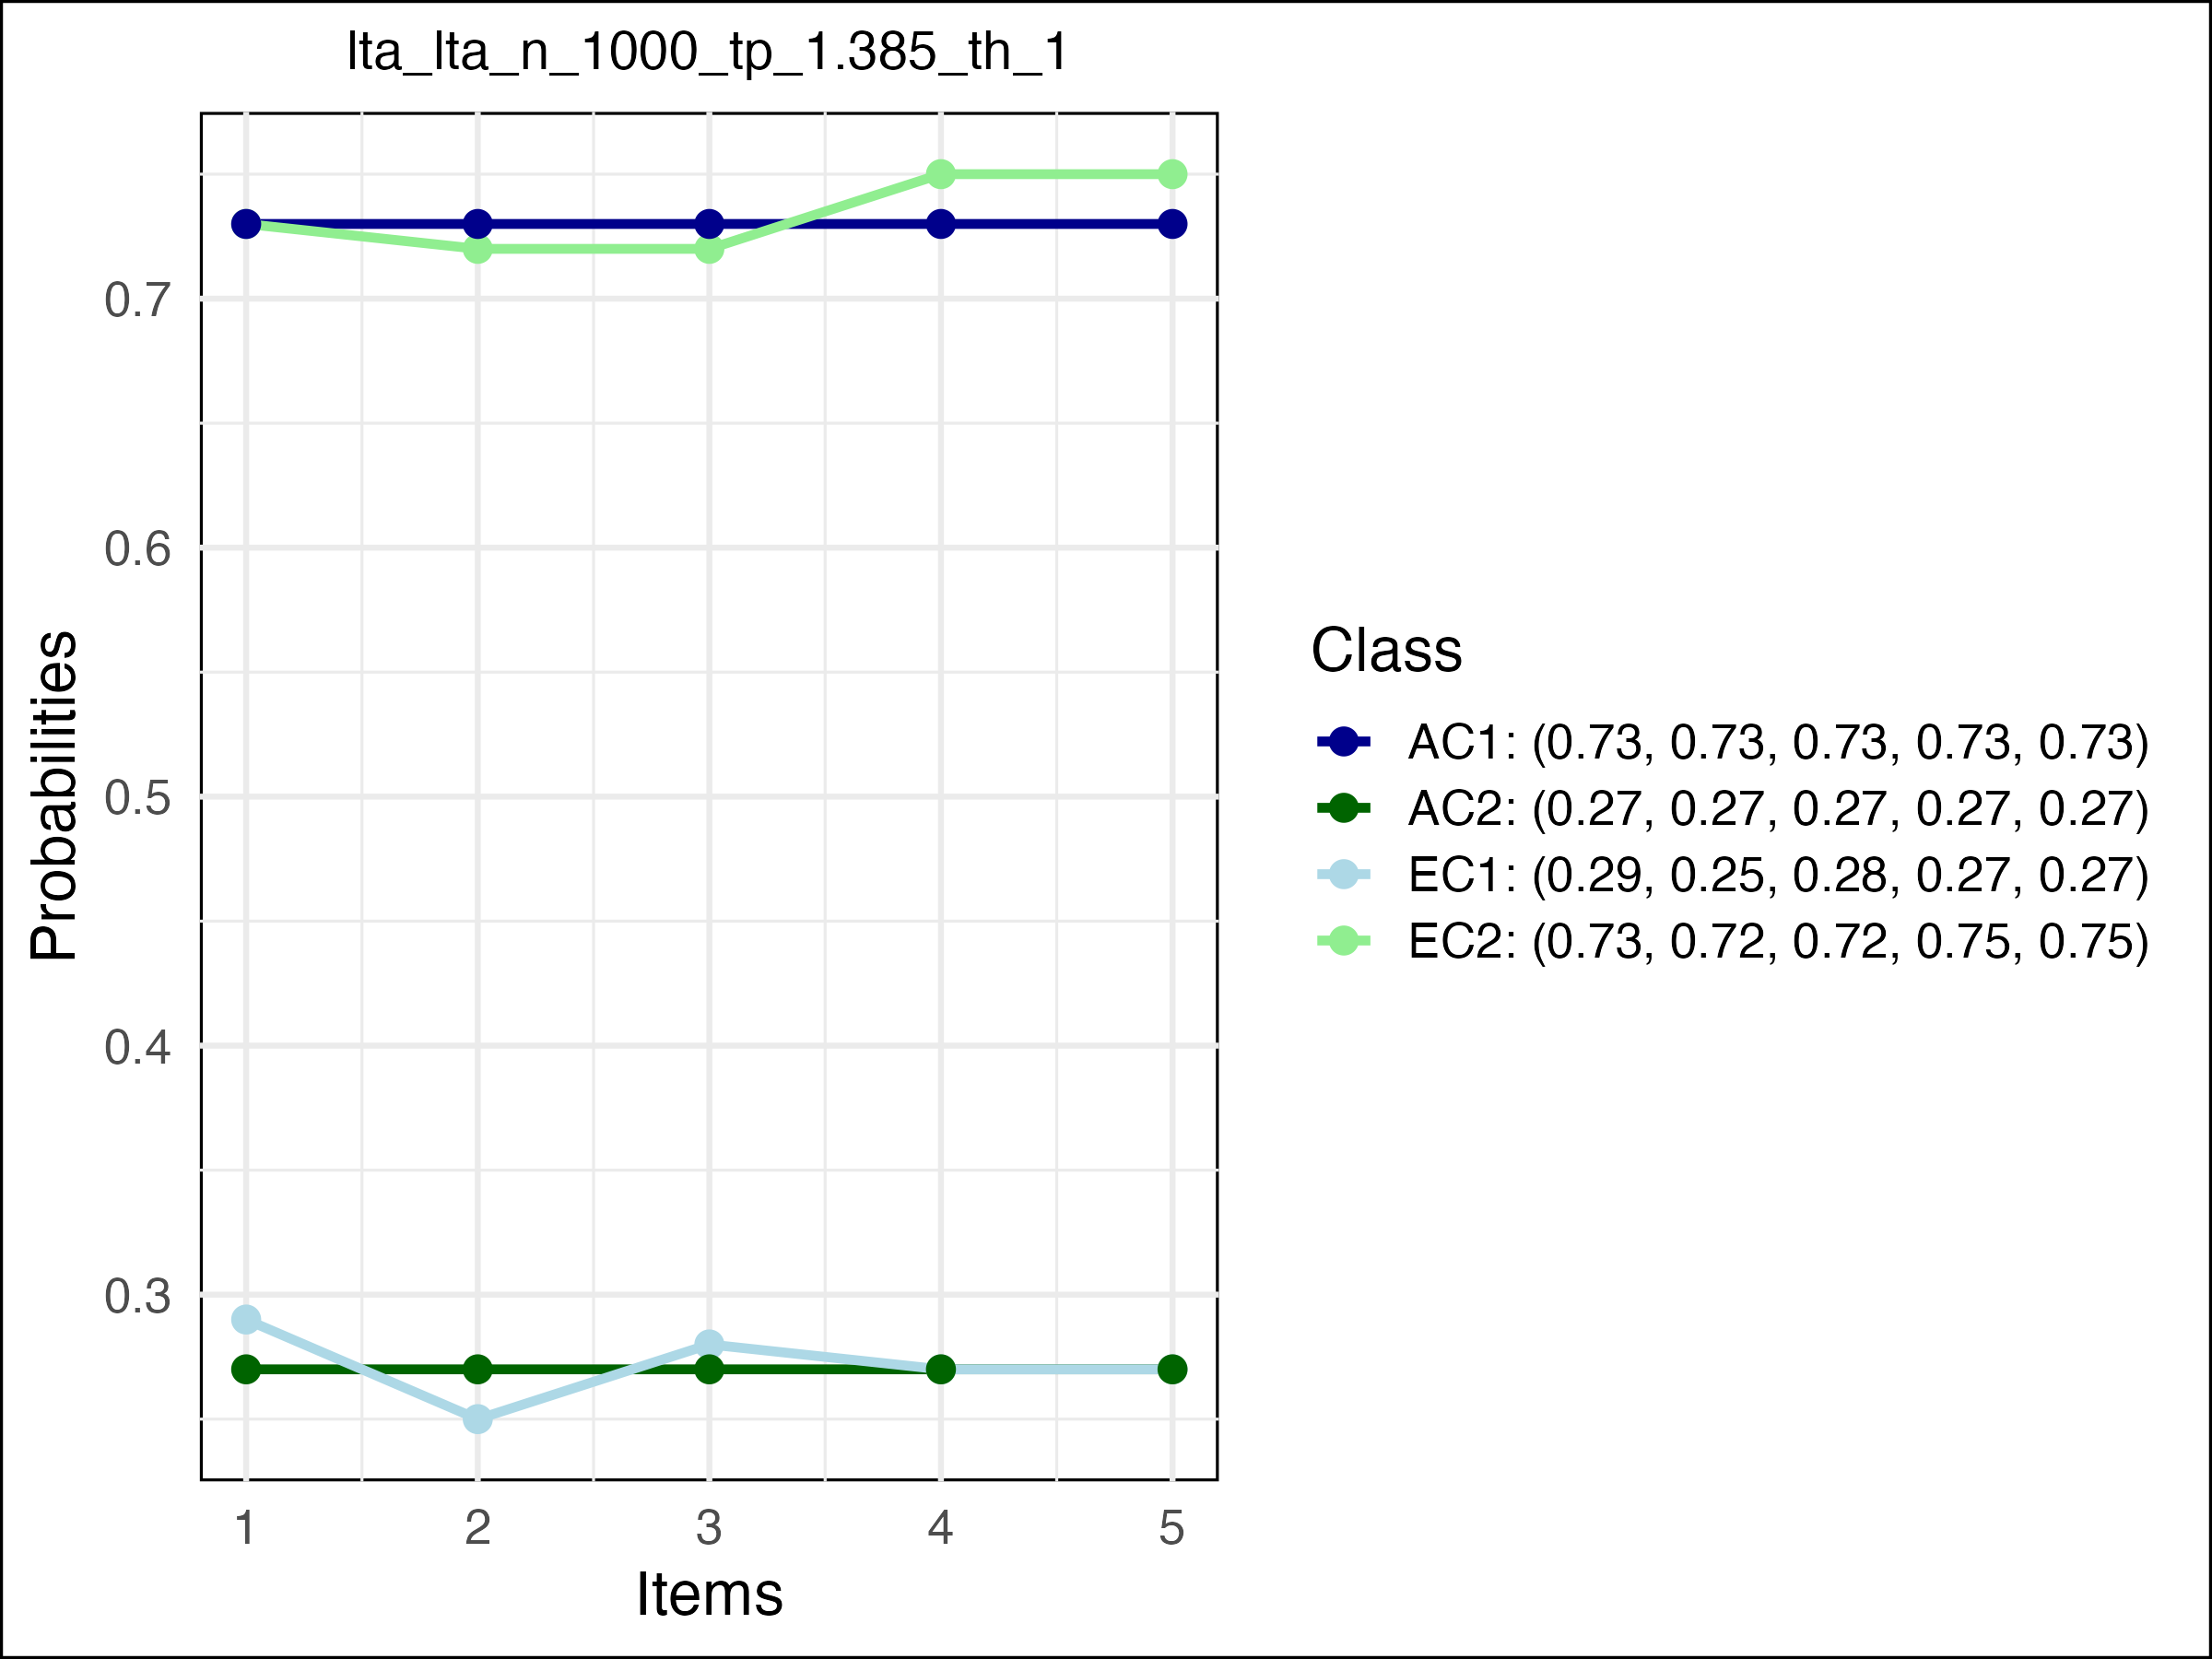 lta_lta_n_1000_tp_1.385_th_1
Probabilities
0.7
0.6
0.5
0.4
0.3
1 2 3 4 5
Items
Class
AC1: (0.73, 0.73, 0.73, 0.73, 0.73)
AC2: (0.27, 0.27, 0.27, 0.27, 0.27)
EC1: (0.29, 0.25, 0.28, 0.27, 0.27)
EC2: (0.73, 0.72, 0.72, 0.75, 0.75)